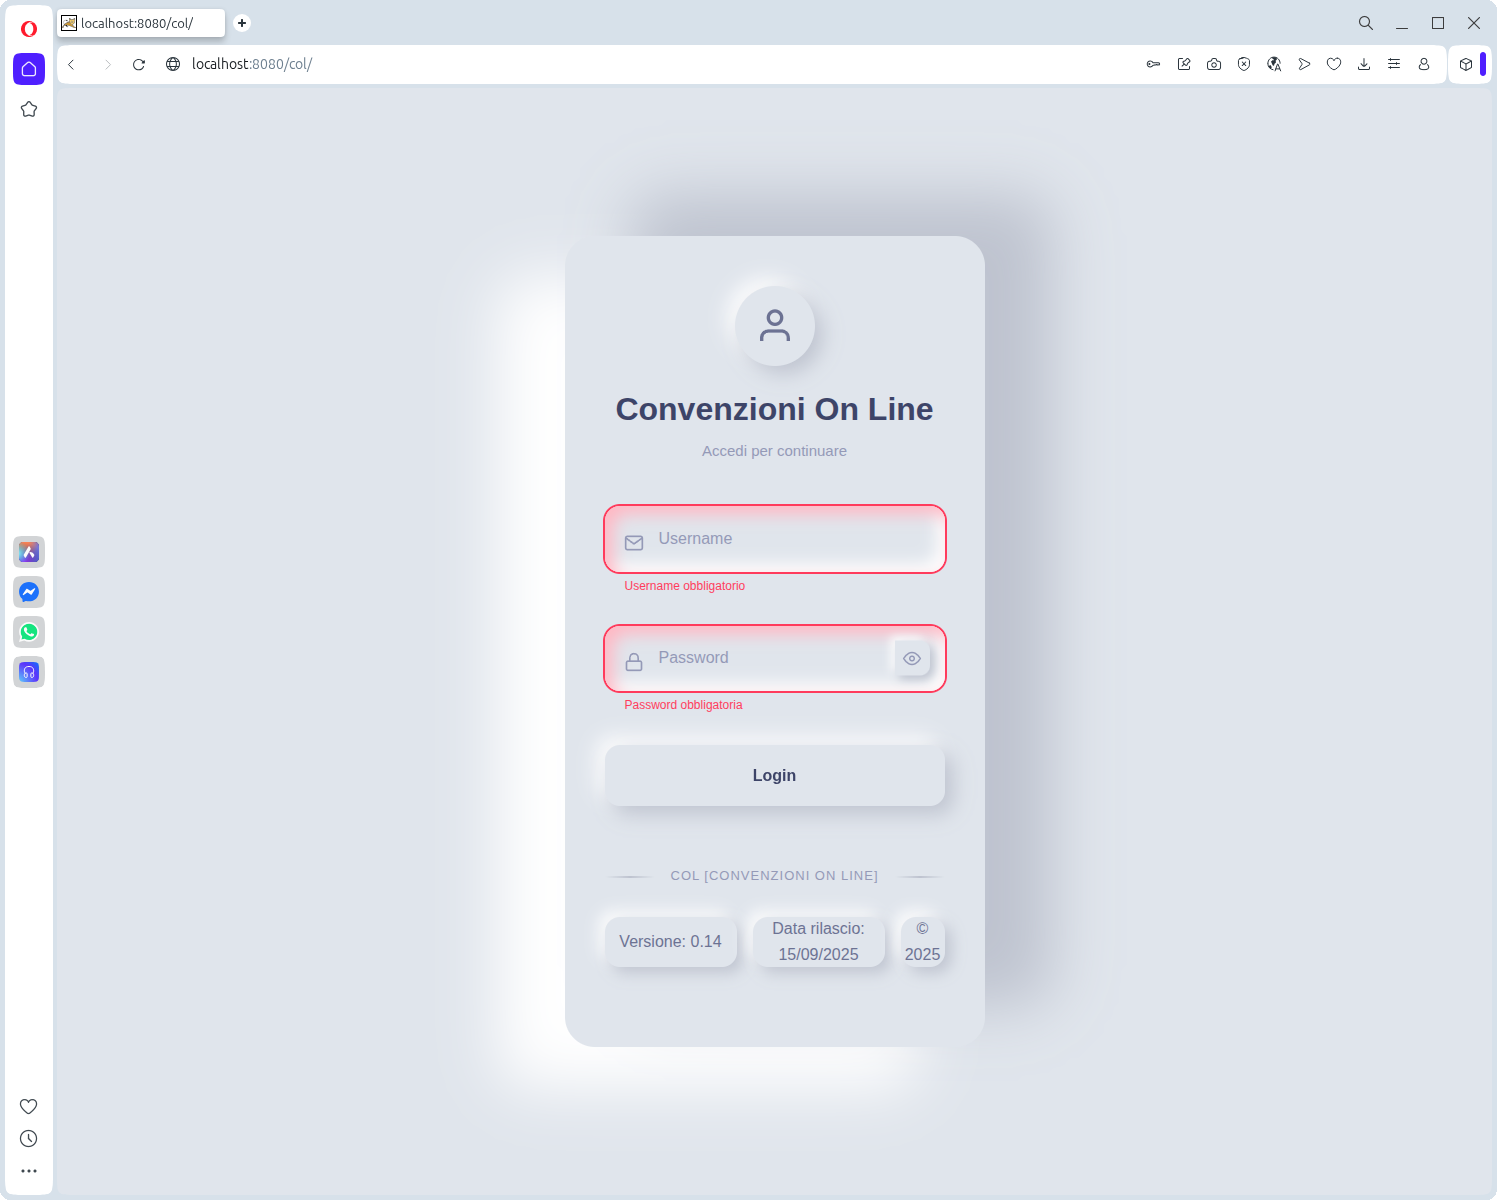 localhost:8080/col/
localhost:8080/col/
Convenzioni On Line
Accedi per continuare
Username
Username obbligatorio
Password
Password obbligatoria
Login
COL [CONVENZIONI ON LINE]
Versione: 0.14
Data rilascio:
15/09/2025
©
2025